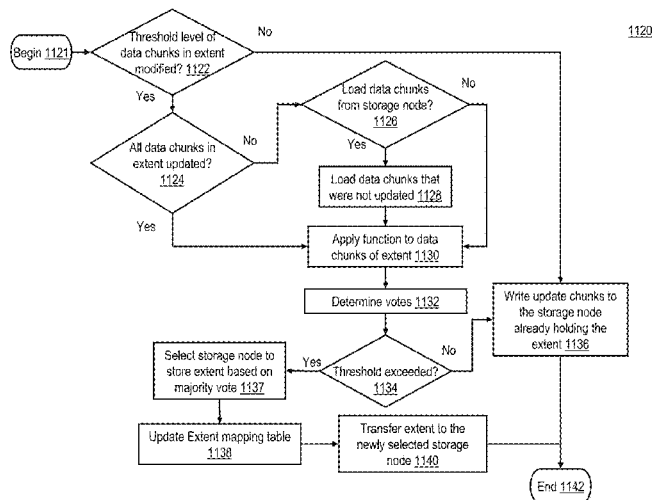 1120
Begin 1121
Threshold level of
data chunks in extent
modified? 1122
No
Yes
Load data chunks
from storage node?
1126
No
Yes
All data chunks in
extent updated?
1124
No
Yes
Load data chunks that
were not updated 1128
Apply function to data
chunks of extent 1130
Determine votes 1132
Write update chunks to
the storage node
already holding the
extent 1136
Threshold exceeded?
1134
No
Yes
Select storage node to
store extent based on
majority vote 1137
Update Extent mapping table
1138
Transfer extent to the
newly selected storage
node 1140
End 1142